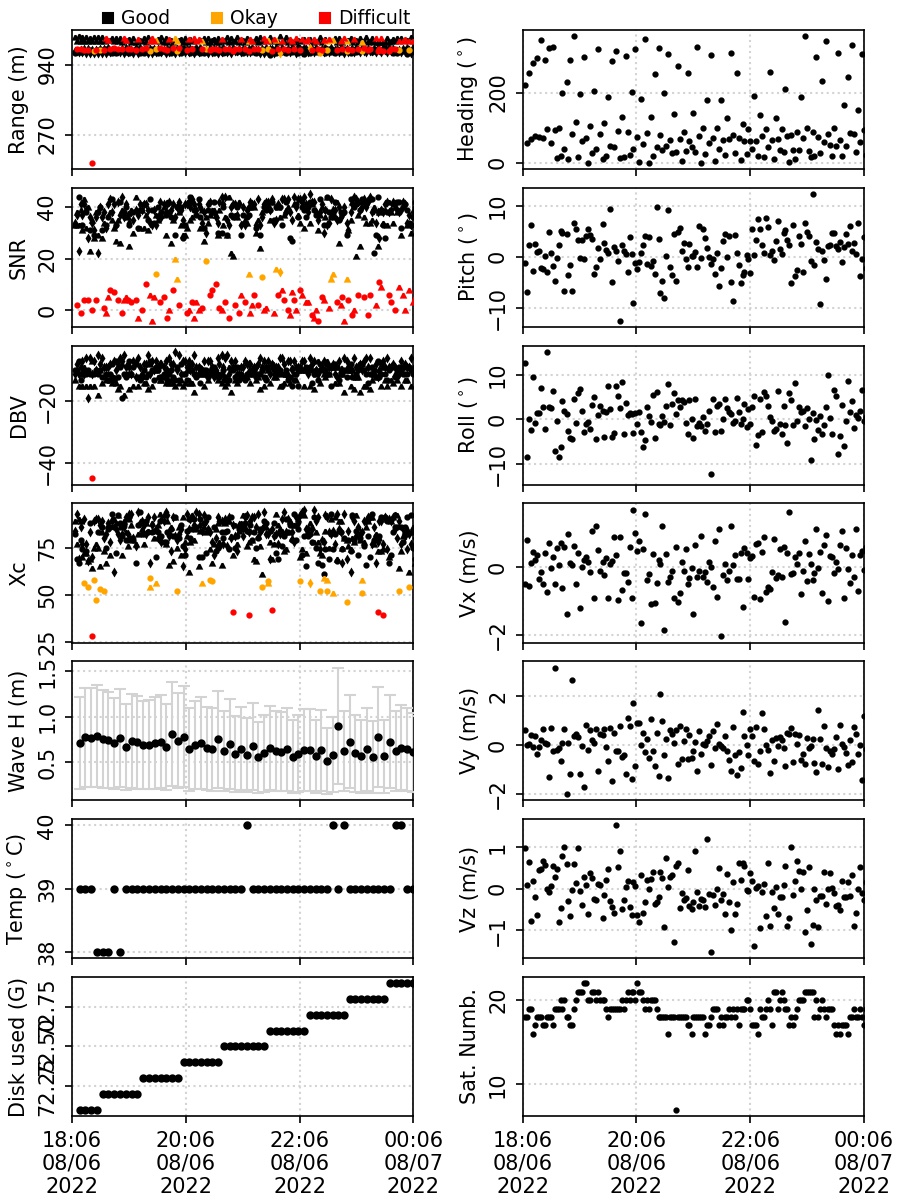 Good Okay Difficult
Range (m)
940
270
Heading ( ° )
200
0
SNR
40
20
0
Pitch ( ° )
10
0
−10
DBV
−20
−40
Roll ( ° )
10
0
−10
Xc
75
50
25
Vx (m/s)
0
−2
Wave H (m)
1.5
1.0
0.5
Vy (m/s)
2
0
−2
Temp ( ° C)
40
39
38
Vz (m/s)
1
0
−1
Disk used (G)
72.75
72.50
72.25
Sat. Numb.
20
10
18:06 20:06 22:06 00:06
08/06 08/06 08/06 08/07
2022 2022 2022 2022
18:06 20:06 22:06 00:06
08/06 08/06 08/06 08/07
2022 2022 2022 2022